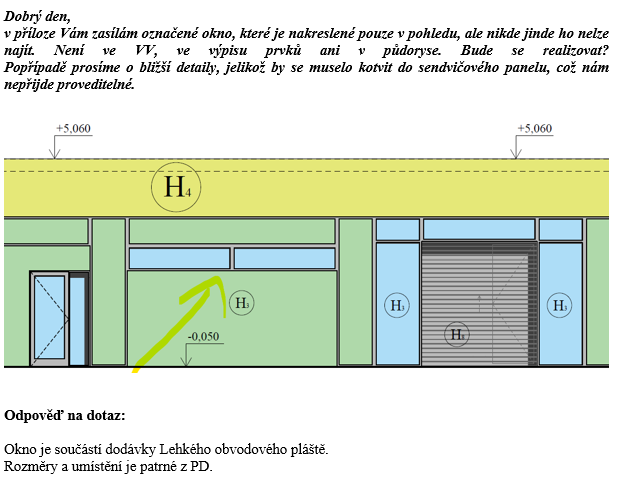 Dobrý den,
v příloze Vám zasílám označené okno, které je nakreslené pouze v pohledu, ale nikde jinde ho nelze
najít. Není ve VV, ve výpisu prvků ani v půdoryse. Bude se realizovat?
Popřípadě prosíme o bližší detaily, jelikož by se muselo kotvit do sendvičového panelu, což nám
nepřijde proveditelné.
+5,060
+5,060
H4
H3
H3
H3
H8
-0,050
Odpověď na dotaz:
Okno je součástí dodávky Lehkého obvodového pláště.
Rozměry a umístění je patrné z PD.